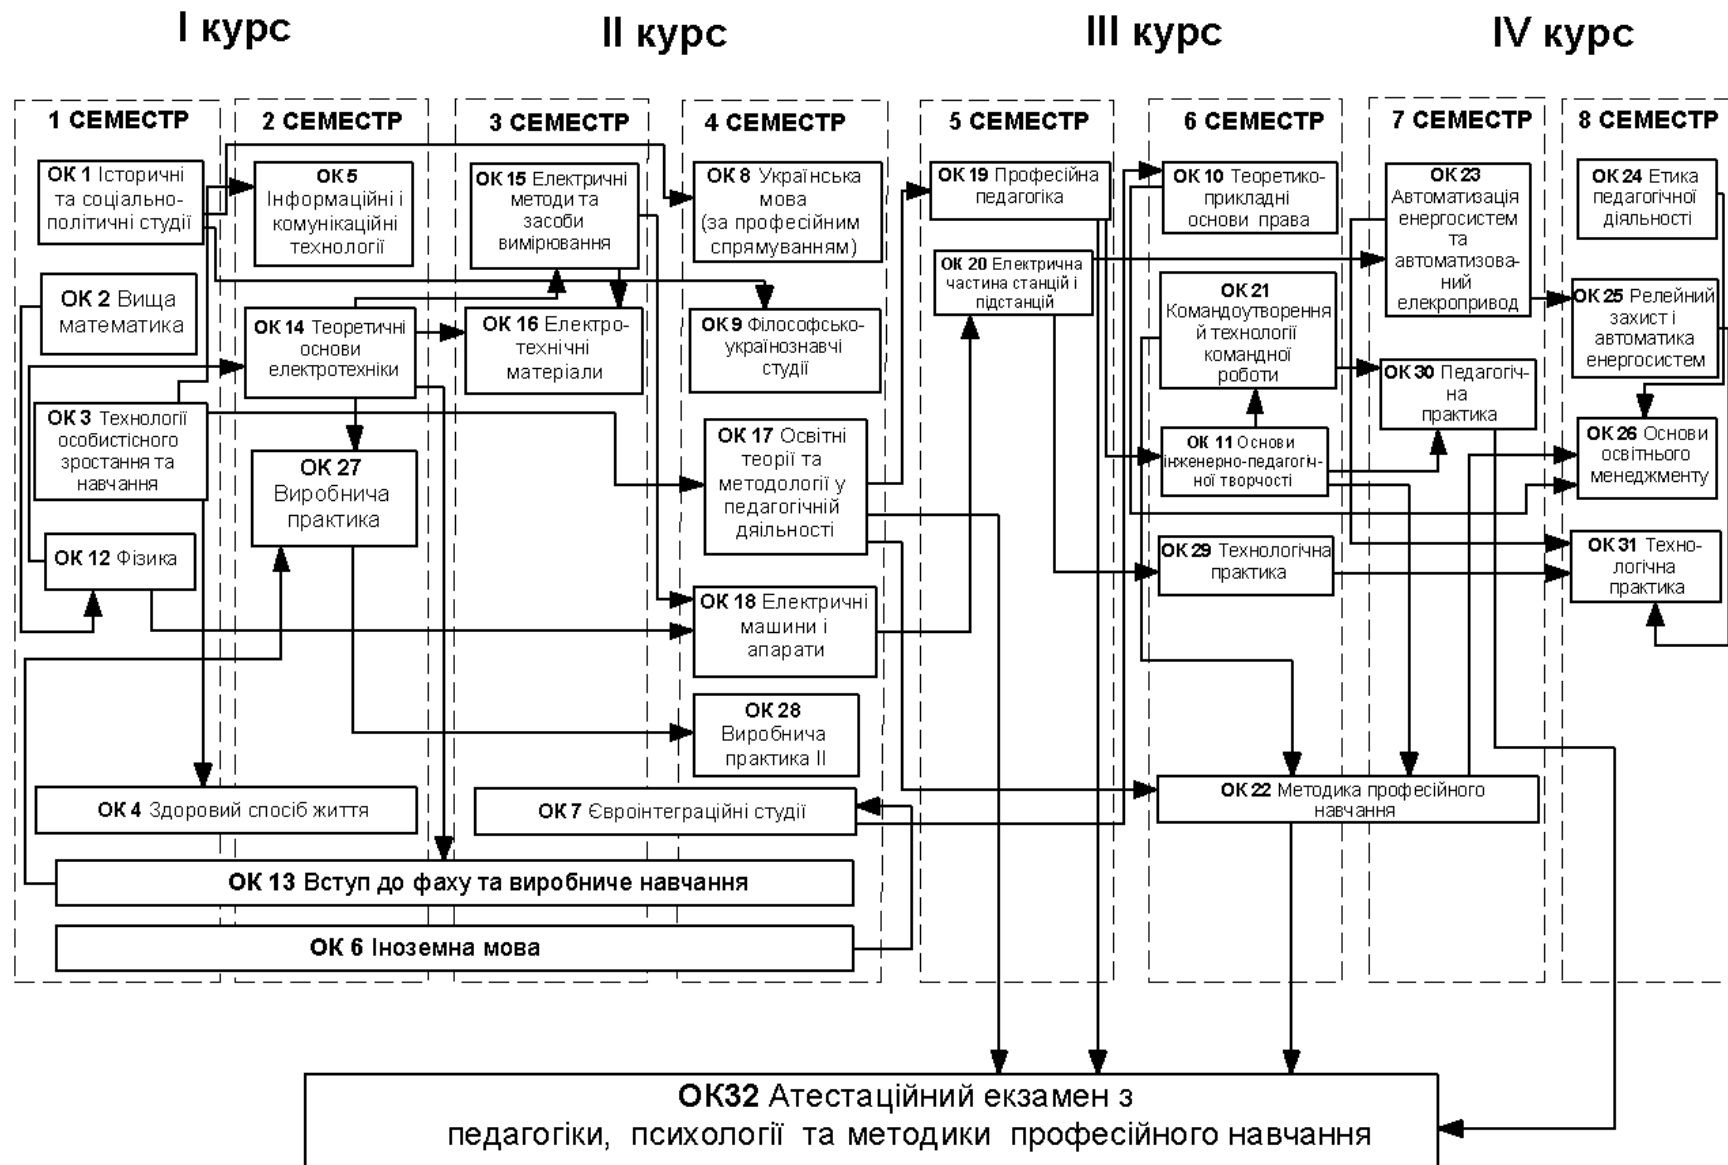 I курс
II курс
III курс
IV курс
1 СЕМЕСТР
ОК 1 Історичні
та соціально-
політичні студії
ОК 2 Вища
математика
ОК 3 Технології
особистісного
зростання та
навчання
ОК 12 Фізика
2 СЕМЕСТР
ОК 5
Інформаційні і
комунікаційні
технології
ОК 14 Теоретичні
основи
електротехніки
ОК 27
Виробнича
практика
ОК 4 Здоровий спосіб життя
3 СЕМЕСТР
ОК 15 Електричні
методи та
засоби
вимірювання
ОК 16 Електро-
технічні
матеріали
4 СЕМЕСТР
ОК 8 Українська
мова
(за професійним
спрямуванням)
ОК 9 Філософсько-
українознавчі
студії
ОК 17 Освітні
теорії та
методології у
педагогічній
дяільності
ОК 18 Електричні
машини і
апарати
ОК 28
Виробнича
практика II
ОК 7 Євроінтеграційні студії
ОК 13 Вступ до фаху та виробниче навчання
ОК 6 Іноземна мова
5 СЕМЕСТР
ОК 19 Професійна
педагогіка
ОК 20 Електрична
частина станцій і
підстанцій
6 СЕМЕСТР
ОК 10 Теоретико-
прикладні
основи права
ОК 21
Командоутворення
й технології
командної
роботи
ОК 11 Основи
інженерно-педагогіч-
ної творчості
ОК 29 Технологічна
практика
ОК 22 Методика професійного
навчання
7 СЕМЕСТР
ОК 23
Автоматизація
енергосистем та
автоматизова-
ний
елекропривод
ОК 30 Педагогіч-
на
практика
8 СЕМЕСТР
ОК 24 Етика
педагогічної
діяльності
ОК 25 Релейний
захист і
автоматика
енергосистем
ОК 26 Основи
освітнього
менеджменту
ОК 31 Техно-
логічна
практика
ОК32 Атестаційний екзамен з
педагогіки, психології та методики професійного навчання